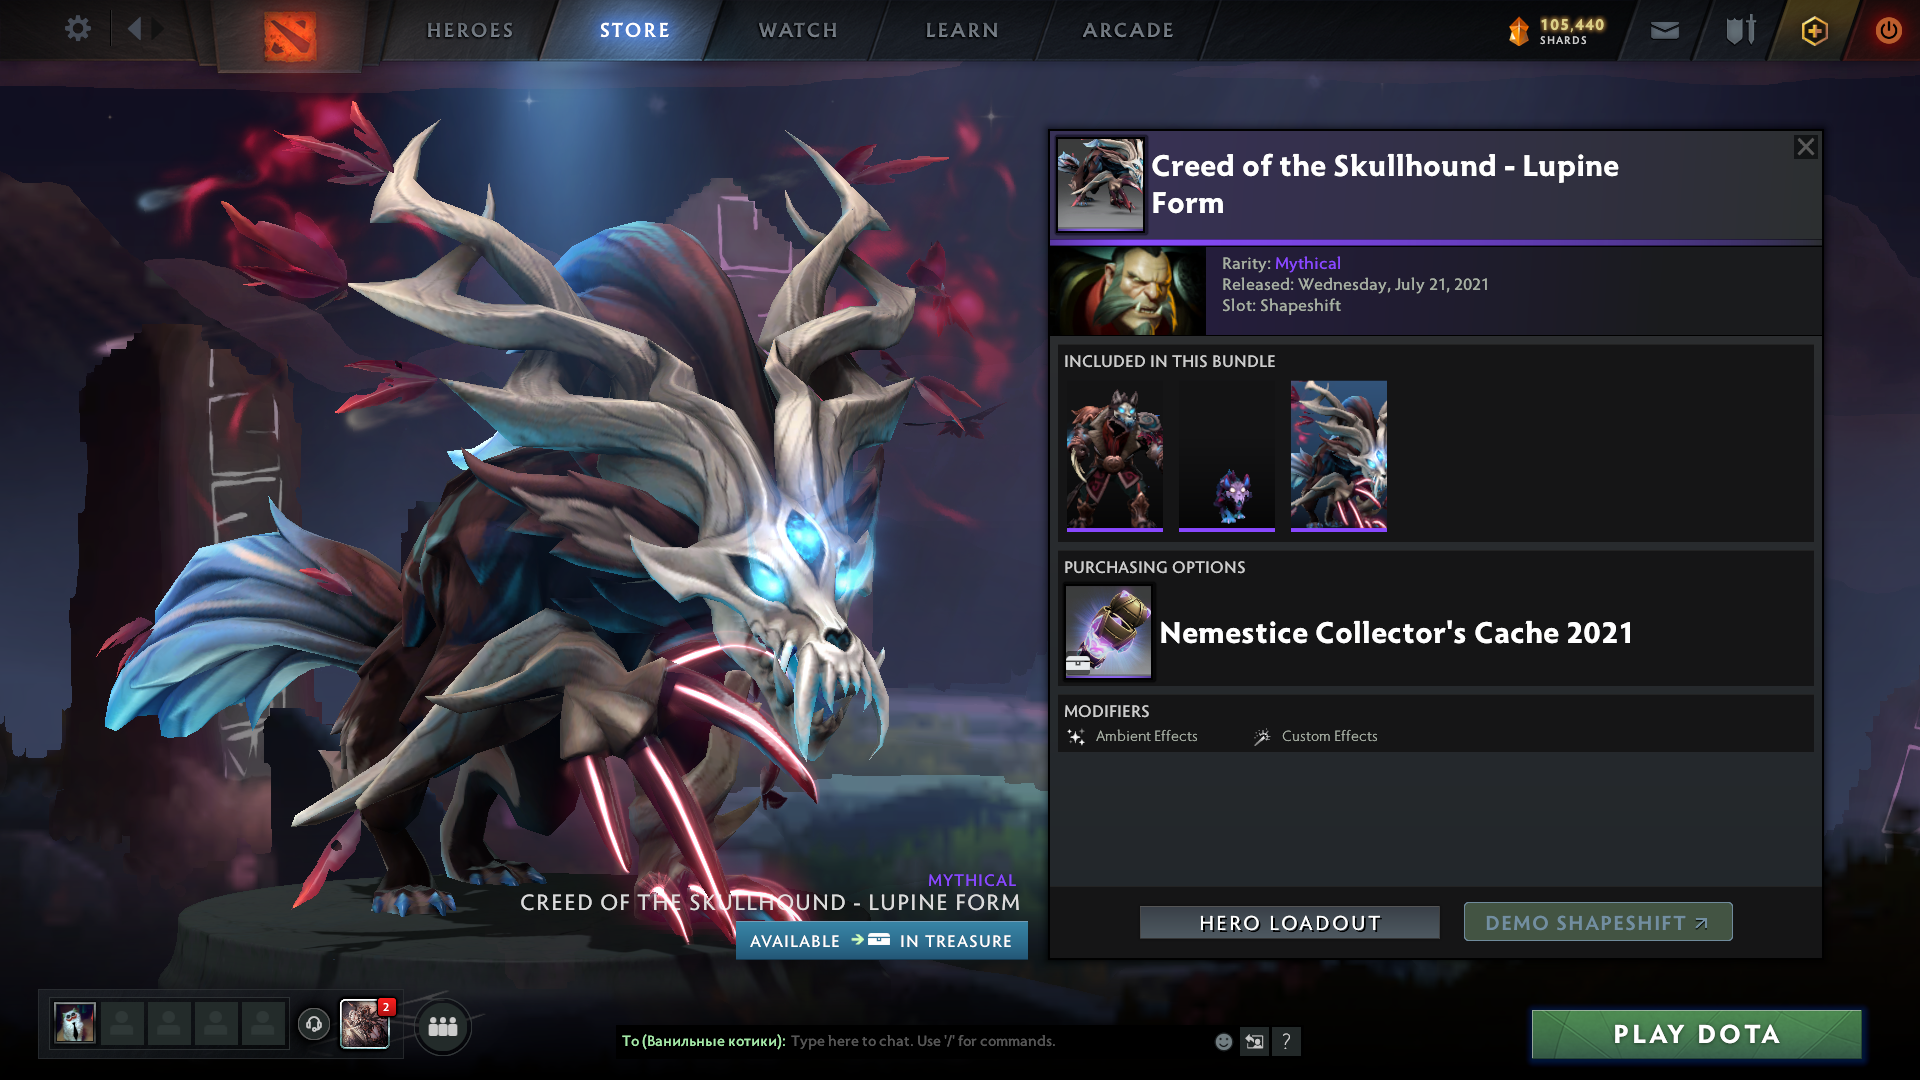 HEROES
STORE
WATCH
LEARN
ARCADE
105,440
SHARDS
Creed of the Skullhound - Lupine
Form
Rarity: Mythical
Released: Wednesday, July 21, 2021
Slot: Shapeshift
INCLUDED IN THIS BUNDLE
PURCHASING OPTIONS
Nemestice Collector's Cache 2021
MODIFIERS
Ambient Effects
Custom Effects
MYTHICAL
CREED OF THE SKULLHOUND - LUPINE FORM
AVAILABLE IN TREASURE
HERO LOADOUT
DEMO SHAPESHIFT
2
To (Ванильные котики): Type here to chat. Use '/' for commands.
?
PLAY DOTA